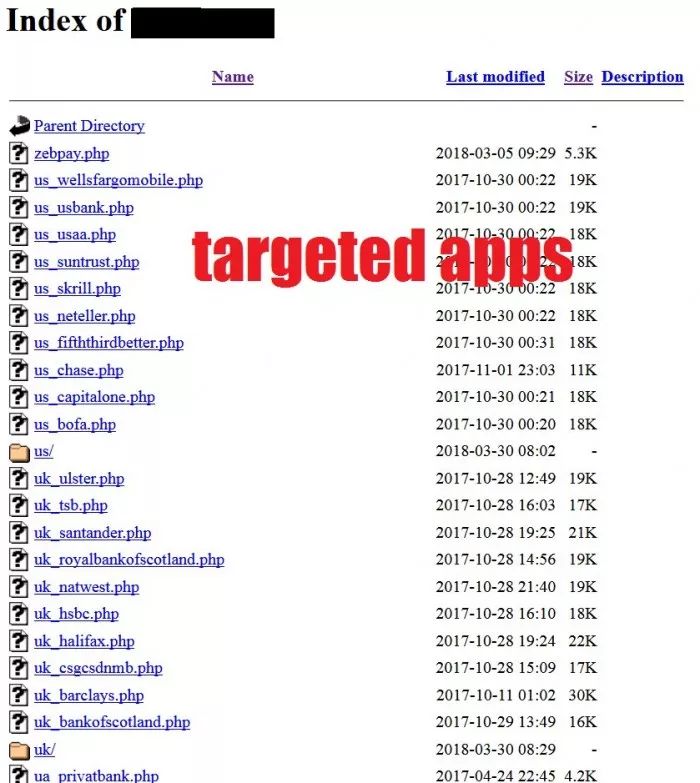 Index of
Name Last modified Size Description
Parent Directory -
zebpay.php 2018-03-05 09:29 5.3K
us_wellsfargomobile.php 2017-10-30 00:22 19K
us_usbank.php 2017-10-30 00:22 19K
us_usaa.php 2017-10-30 00:22 18K
targeted apps
us_suntrust.php 2017-10-30 00:22 18K
us_skrill.php 2017-10-30 00:22 18K
us_neteller.php 2017-10-30 00:22 18K
us_fifththirdbetter.php 2017-10-30 00:31 18K
us_chase.php 2017-11-01 23:03 11K
us_capitalone.php 2017-10-30 00:21 18K
us_bofa.php 2017-10-30 00:20 18K
us/ 2018-03-30 08:02 -
uk_ulster.php 2017-10-28 12:49 19K
uk_tsb.php 2017-10-28 16:03 17K
uk_santander.php 2017-10-28 19:25 21K
uk_royalbankofscotland.php 2017-10-28 14:56 19K
uk_natwest.php 2017-10-28 21:40 19K
uk_hsbc.php 2017-10-28 16:10 18K
uk_halifax.php 2017-10-28 19:24 22K
uk_csgcsdnmb.php 2017-10-28 15:09 17K
uk_barclays.php 2017-10-11 01:02 30K
uk_bankofscotland.php 2017-10-29 13:49 16K
uk/ 2018-03-30 08:29 -
ua_privatbank.php 2017-04-24 22:45 4.2K